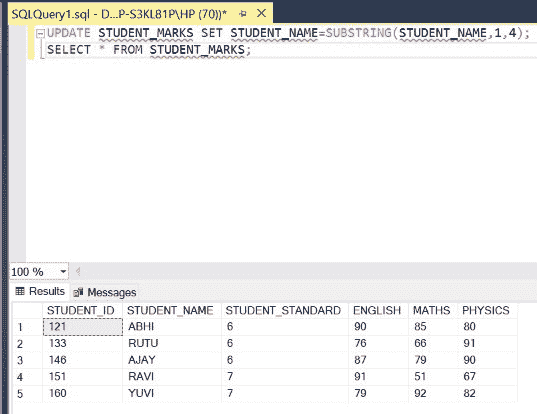 SQLQuery1.sql - D...P-S3KL81P\HP (70))*
UPDATE STUDENT_MARKS SET STUDENT_NAME=SUBSTRING(STUDENT_NAME,1,4);
SELECT * FROM STUDENT_MARKS;
100 %
Results Messages
STUDENT_ID STUDENT_NAME STUDENT_STANDARD ENGLISH MATHS PHYSICS
1 121 ABHI 6 90 85 80
2 133 RUTU 6 76 66 91
3 146 AJAY 6 87 79 90
4 151 RAVI 7 91 51 67
5 160 YUVI 7 79 92 82